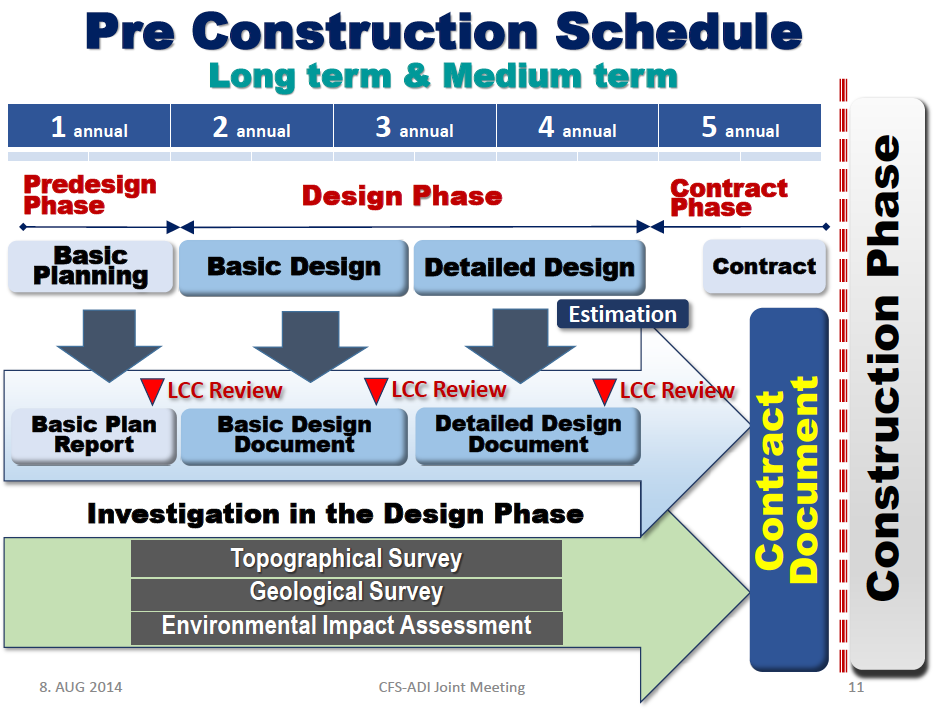 Pre Construction Schedule
Long term & Medium term
1 annual
2 annual
3 annual
4 annual
5 annual
Predesign
Phase
Design Phase
Contract
Phase
Basic
Planning
Basic Design
Detailed Design
Contract
Estimation
LCC Review
LCC Review
LCC Review
Basic Plan
Report
Basic Design
Document
Detailed Design
Document
Contract
Document
Construction Phase
Investigation in the Design Phase
Topographical Survey
Geological Survey
Environmental Impact Assessment
8. AUG 2014
CFS-ADI Joint Meeting
11